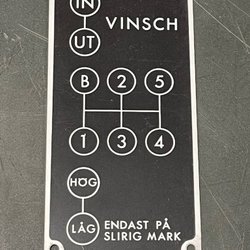 IN
VINSCH
UT
B 2 5
1 3 4
HÖG
LÅG
ENDAST PÅ
SLIRIG MARK